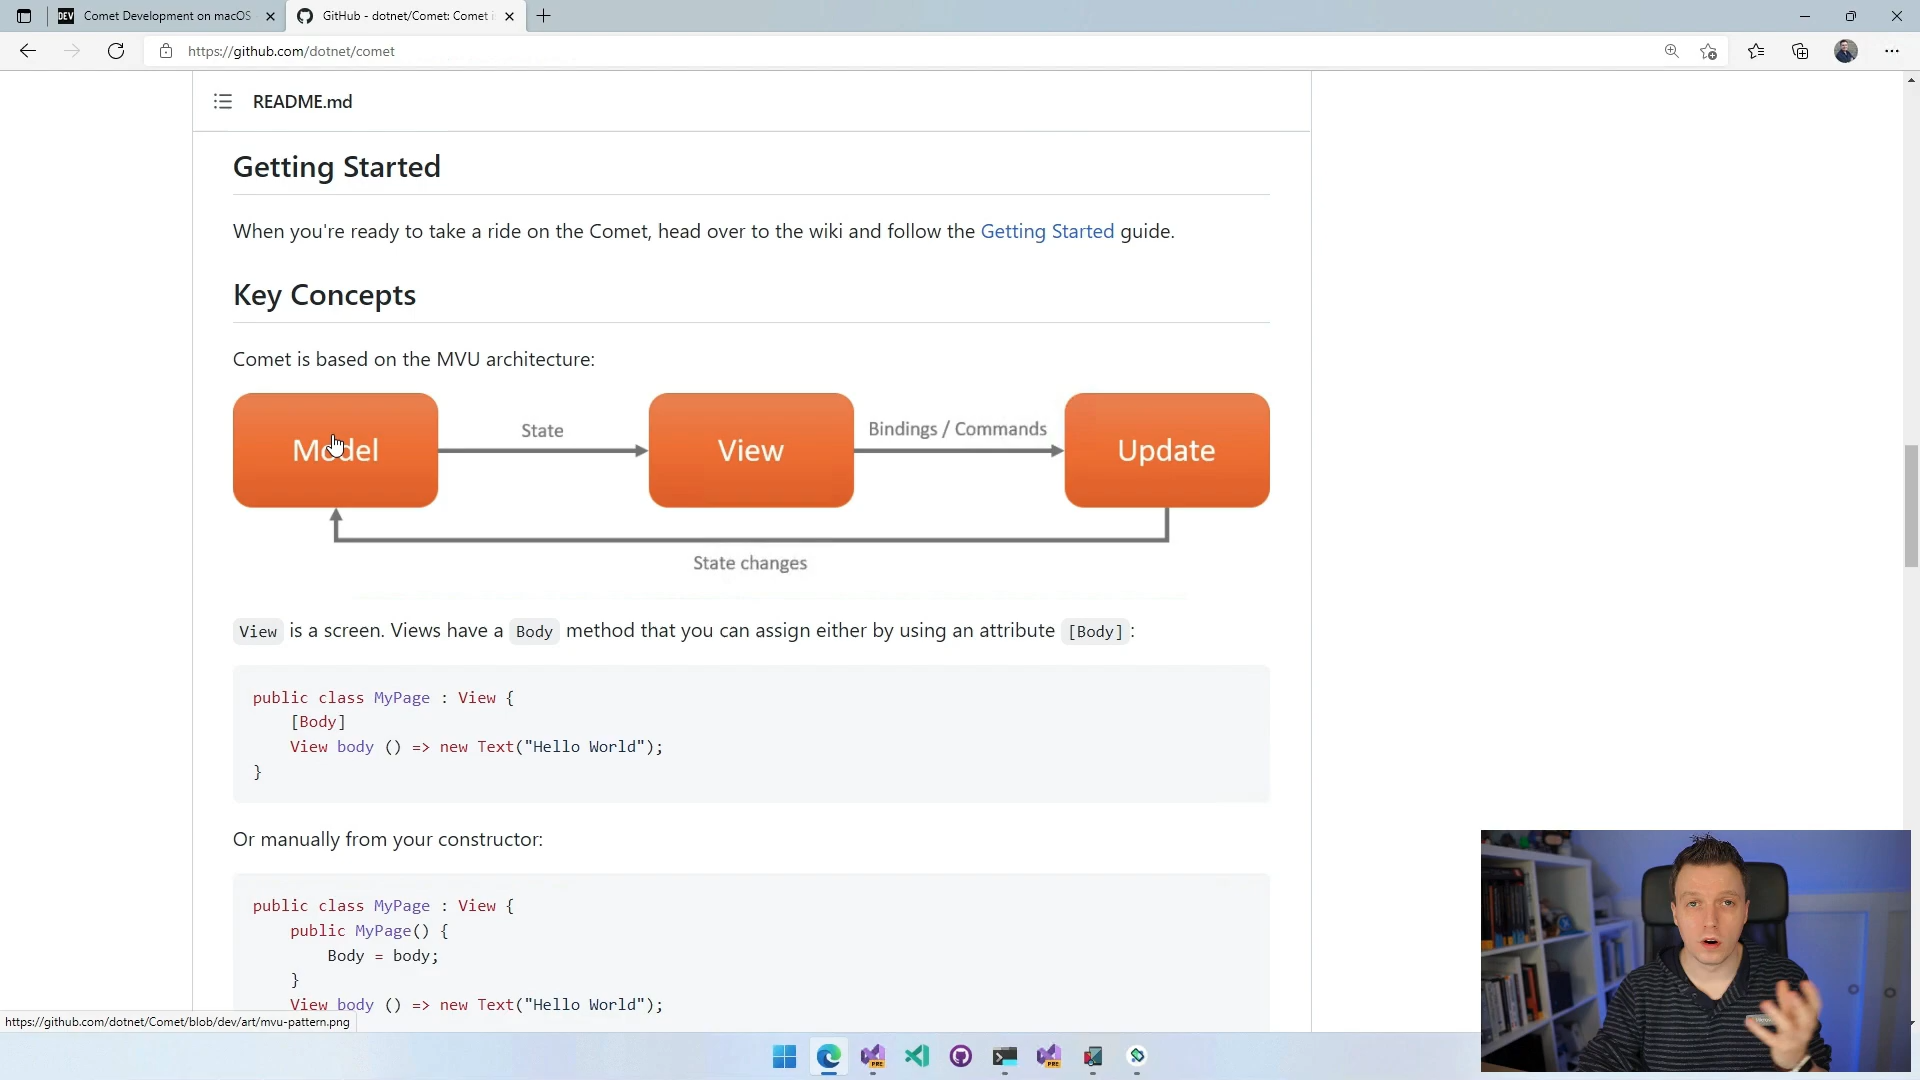 DEV Comet Development on macOS
GitHub - dotnet/Comet: Comet
https://github.com/dotnet/comet
README.md
Getting Started
When you're ready to take a ride on the Comet, head over to the wiki and follow the Getting Started guide.
Key Concepts
Comet is based on the MVU architecture:
Model
State
View
Bindings / Commands
Update
State changes
View is a screen. Views have a Body method that you can assign either by using an attribute [Body] :
public class MyPage : View {
[Body]
View body () => new Text("Hello World");
}
Or manually from your constructor:
public class MyPage : View {
public MyPage() {
Body = body;
}
View body () => new Text("Hello World");
https://github.com/dotnet/Comet/blob/dev/art/mvu-pattern.png
PRE
PRE